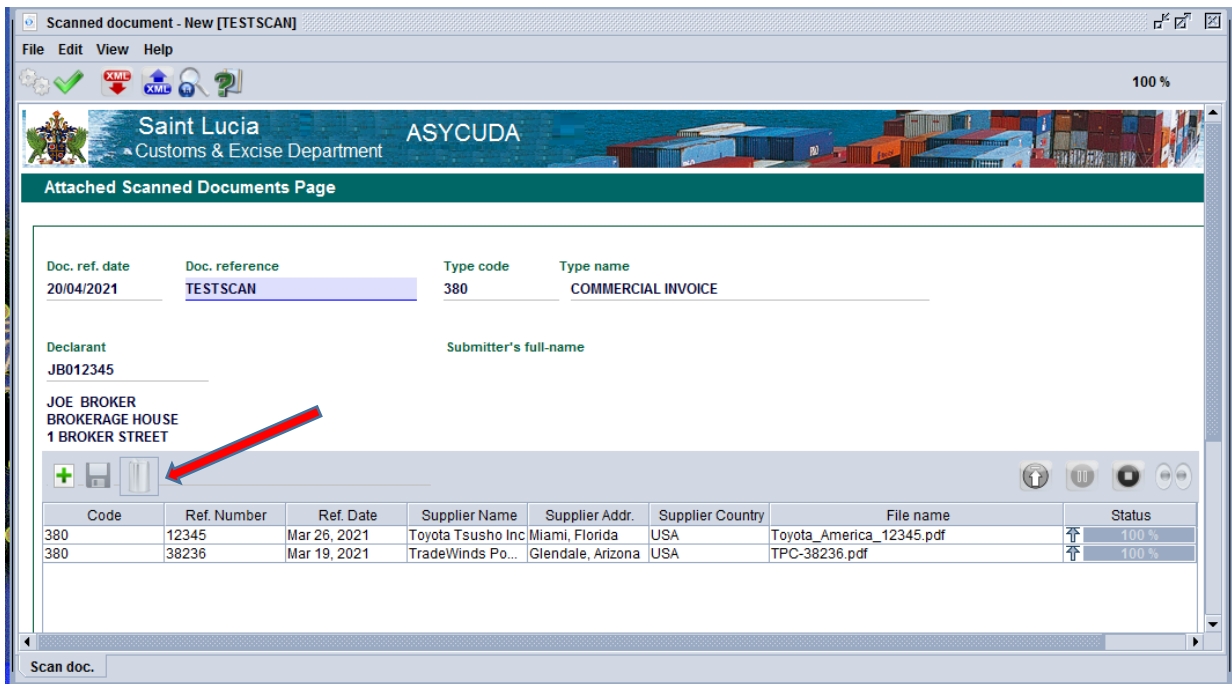 Scanned document - New [TESTSCAN]
File Edit View Help
XML XML 100 %
Saint Lucia
Customs & Excise Department
ASYCUDA
Attached Scanned Documents Page
Doc. ref. date Doc. reference Type code Type name
20/04/2021 TESTSCAN 380 COMMERCIAL INVOICE
Declarant Submitter's full-name
JB012345
JOE BROKER
BROKERAGE HOUSE
1 BROKER STREET
Code Ref. Number Ref. Date Supplier Name Supplier Addr. Supplier Country File name Status
380 12345 Mar 26, 2021 Toyota Tsusho Inc Miami, Florida USA Toyota_America_12345.pdf 100 %
380 38236 Mar 19, 2021 TradeWinds Po... Glendale, Arizona USA TPC-38236.pdf 100 %
Scan doc.